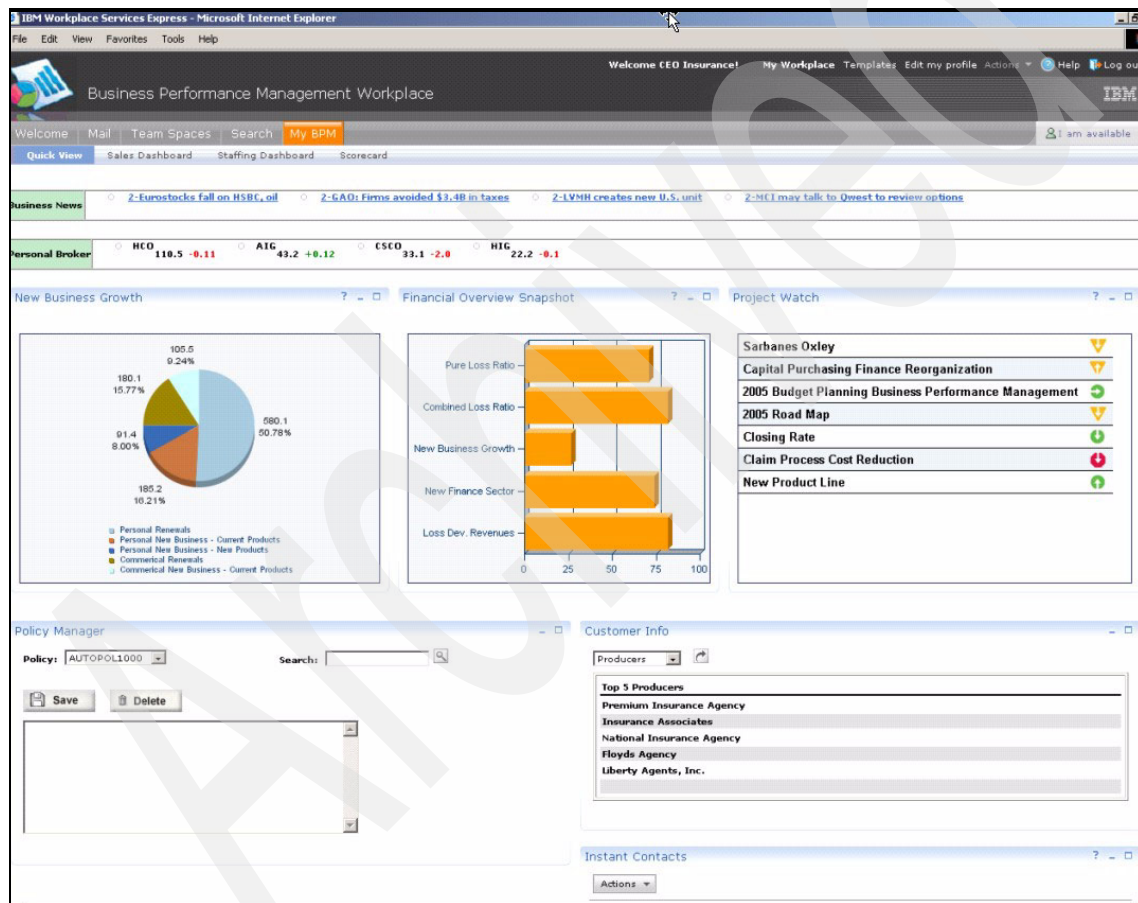 IBM Workplace Services Express - Microsoft Internet Explorer
File Edit View Favorites Tools Help
Welcome CEO Insurance! My Workplace Templates Edit my profile Actions Help Log ou
Business Performance Management Workplace
IBM
Welcome Mail Team Spaces Search My BPM
I am available
Quick View Sales Dashboard Staffing Dashboard Scorecard
Business News 2-Eurostocks fall on HSBC, oil 2-GAO: Firms avoided $3.4B in taxes 2-LVMH creates new U.S. unit 2-MCI may talk to Qwest to review options
Personal Broker HCO 110.5 -0.11 AIG 43.2 +0.12 CSCO 33.1 -2.0 HIG 22.2 -0.1
New Business Growth ?
105.5
9.24%
180.1
15.77%
580.1
50.78%
91.4
8.00%
185.2
16.21%
Personal Renewals
Personal New Business - Current Products
Personal New Business - New Products
Commerical Renewals
Commerical New Business - Current Products
Financial Overview Snapshot ?
Pure Loss Ratio
Combined Loss Ratio
New Business Growth
New Finance Sector
Loss Dev. Revenues
0 25 50 75 100
Project Watch ?
Sarbanes Oxley
Capital Purchasing Finance Reorganization
2005 Budget Planning Business Performance Management
2005 Road Map
Closing Rate
Claim Process Cost Reduction
New Product Line
Policy Manager
Policy: AUTOPOL1000 Search:
Save Delete
Customer Info
Producers
Top 5 Producers
Premium Insurance Agency
Insurance Associates
National Insurance Agency
Floyds Agency
Liberty Agents, Inc.
Instant Contacts ?
Actions
Archived